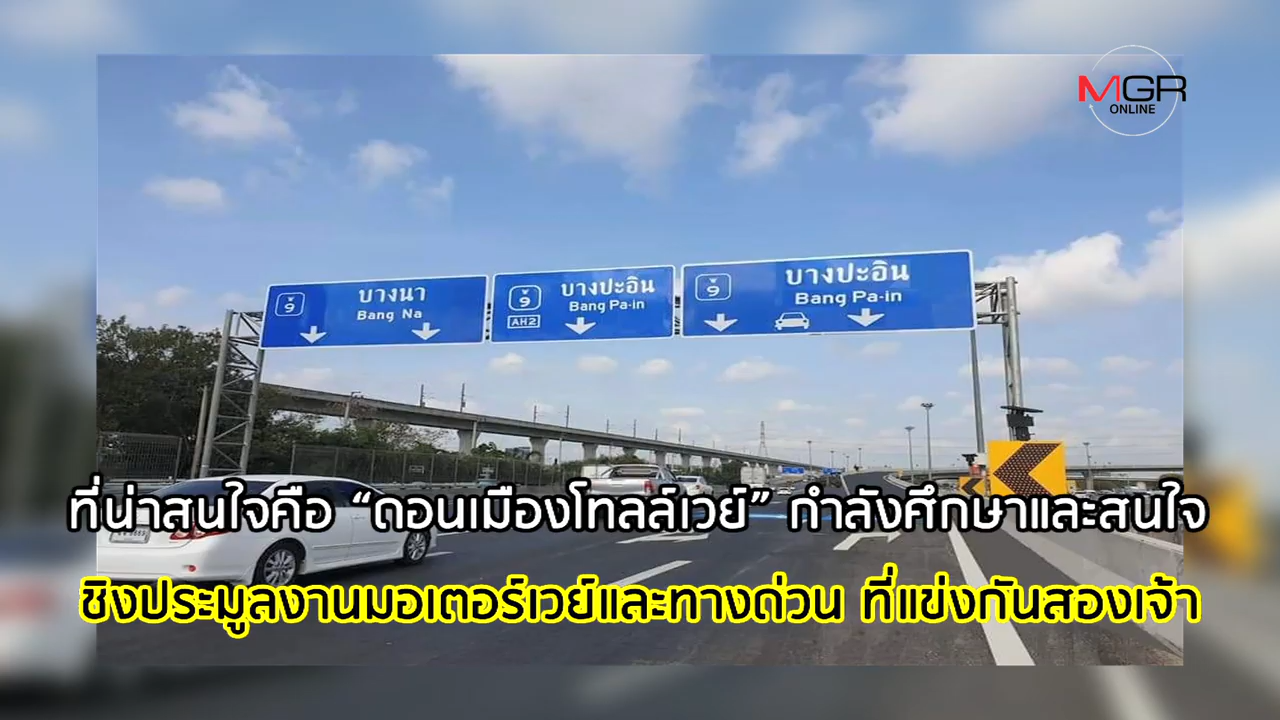 MGR
ONLINE
9
บางนา
Bang Na
9
AH2
บางปะอิน
Bang Pa-in
9
บางปะอิน
Bang Pa-in
ที่น่าสนใจคือ “ดอนเมืองโทลล์เวย์” กำลังศึกษาและสนใจ
ชิงประมูลงานมอเตอร์เวย์และทางด่วน ที่แข่งกันสองเจ้า